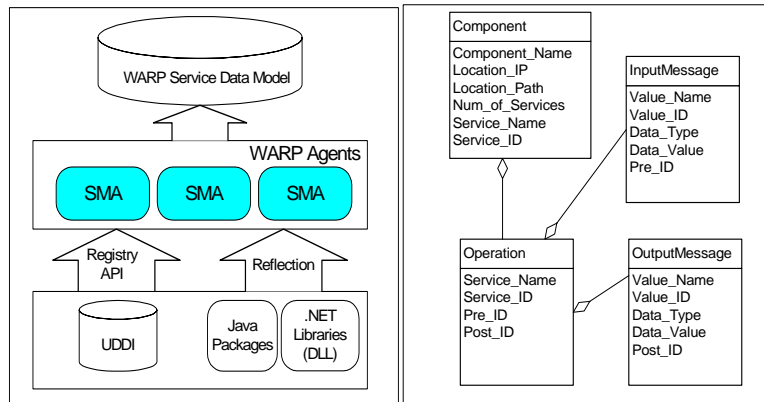 WARP Service Data Model
WARP Agents
SMA
SMA
SMA
Registry
API
Reflection
UDDI
Java
Packages
.NET
Libraries
(DLL)
Component
Component_Name
Location_IP
Location_Path
Num_of_Services
Service_Name
Service_ID
InputMessage
Value_Name
Value_ID
Data_Type
Data_Value
Pre_ID
Operation
Service_Name
Service_ID
Pre_ID
Post_ID
OutputMessage
Value_Name
Value_ID
Data_Type
Data_Value
Post_ID